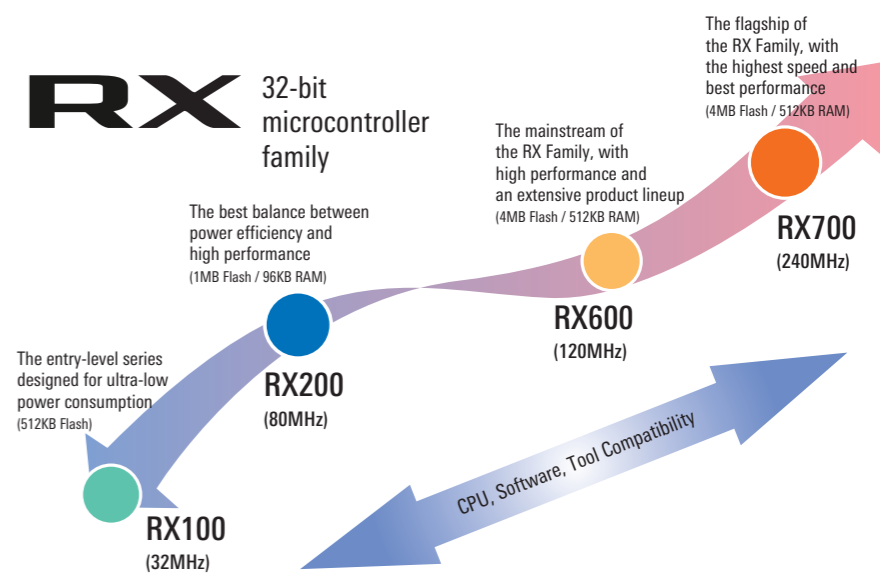 RX
32-bit
microcontroller
family
The flagship of
the RX Family, with
the highest speed and
best performance
(4MB Flash / 512KB RAM)
RX700
(240MHz)
The mainstream of
the RX Family, with
high performance and
an extensive product lineup
(4MB Flash / 512KB RAM)
RX600
(120MHz)
The best balance between
power efficiency and
high performance
(1MB Flash / 96KB RAM)
RX200
(80MHz)
The entry-level series
designed for ultra-low
power consumption
(512KB Flash)
RX100
(32MHz)
CPU, Software, Tool Compatibility